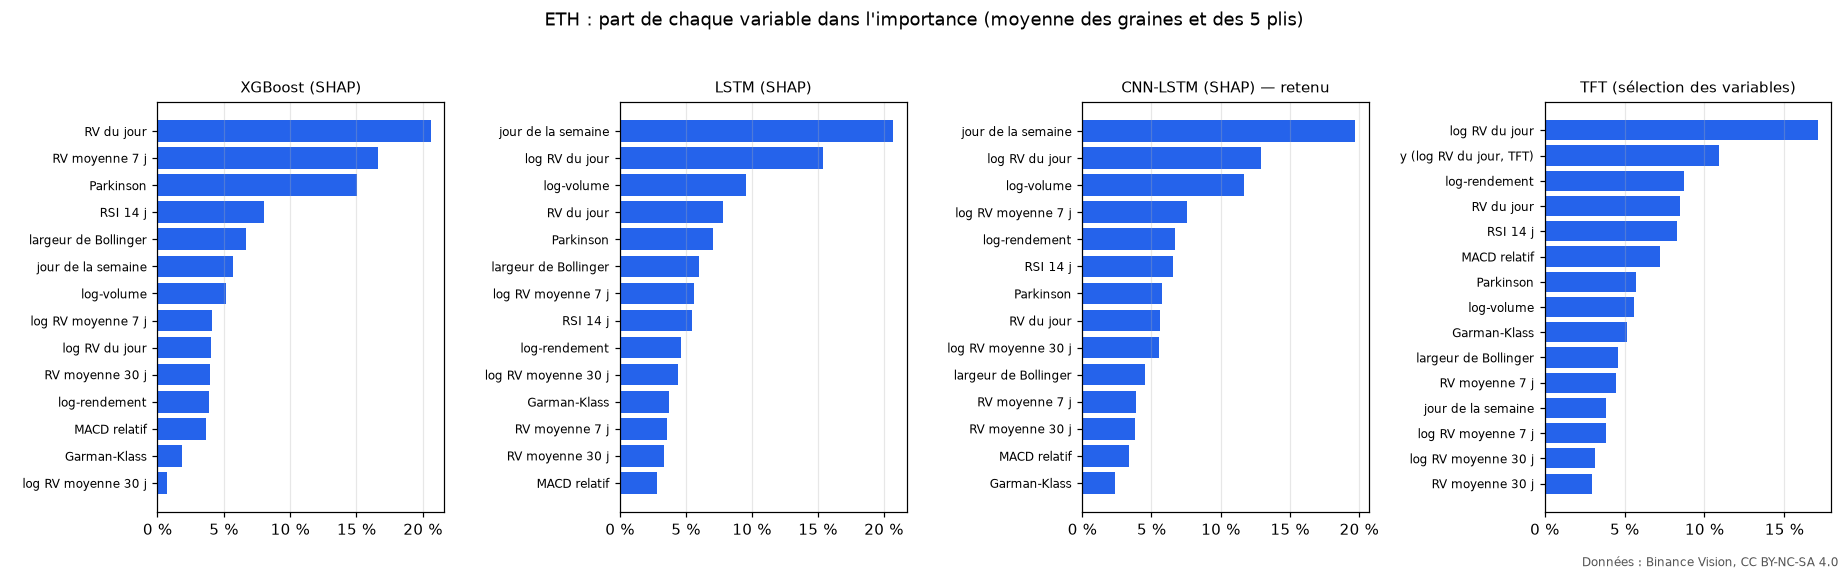 ETH : part de chaque variable dans l'importance (moyenne des graines et des 5 plis)
XGBoost (SHAP)
RV du jour
RV moyenne 7 j
Parkinson
RSI 14 j
largeur de Bollinger
jour de la semaine
log-volume
log RV moyenne 7 j
log RV du jour
RV moyenne 30 j
log-rendement
MACD relatif
Garman-Klass
log RV moyenne 30 j
0 % 5 % 10 % 15 % 20 %
LSTM (SHAP)
jour de la semaine
log RV du jour
log-volume
RV du jour
Parkinson
largeur de Bollinger
log RV moyenne 7 j
RSI 14 j
log-rendement
log RV moyenne 30 j
Garman-Klass
RV moyenne 7 j
RV moyenne 30 j
MACD relatif
0 % 5 % 10 % 15 % 20 %
CNN-LSTM (SHAP) — retenu
jour de la semaine
log RV du jour
log-volume
log RV moyenne 7 j
log-rendement
RSI 14 j
Parkinson
RV du jour
log RV moyenne 30 j
largeur de Bollinger
RV moyenne 7 j
RV moyenne 30 j
MACD relatif
Garman-Klass
0 % 5 % 10 % 15 % 20 %
TFT (sélection des variables)
log RV du jour
y (log RV du jour, TFT)
log-rendement
RV du jour
RSI 14 j
MACD relatif
Parkinson
log-volume
Garman-Klass
largeur de Bollinger
RV moyenne 7 j
jour de la semaine
log RV moyenne 7 j
log RV moyenne 30 j
RV moyenne 30 j
0 % 5 % 10 % 15 %
Données : Binance Vision, CC BY-NC-SA 4.0